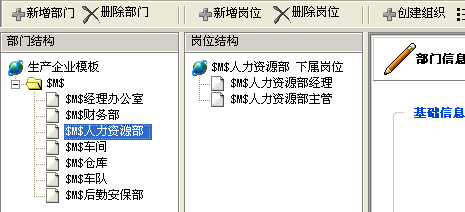 新增部门 删除部门 新增岗位 删除岗位 创建组织
部门结构
生产企业模板
$M$
$M$经理办公室
$M$财务部
$M$人力资源部
$M$车间
$M$仓库
$M$车队
$M$后勤安保部
岗位结构
$M$人力资源部 下属岗位
$M$人力资源部经理
$M$人力资源部主管
部门信息
基础信息